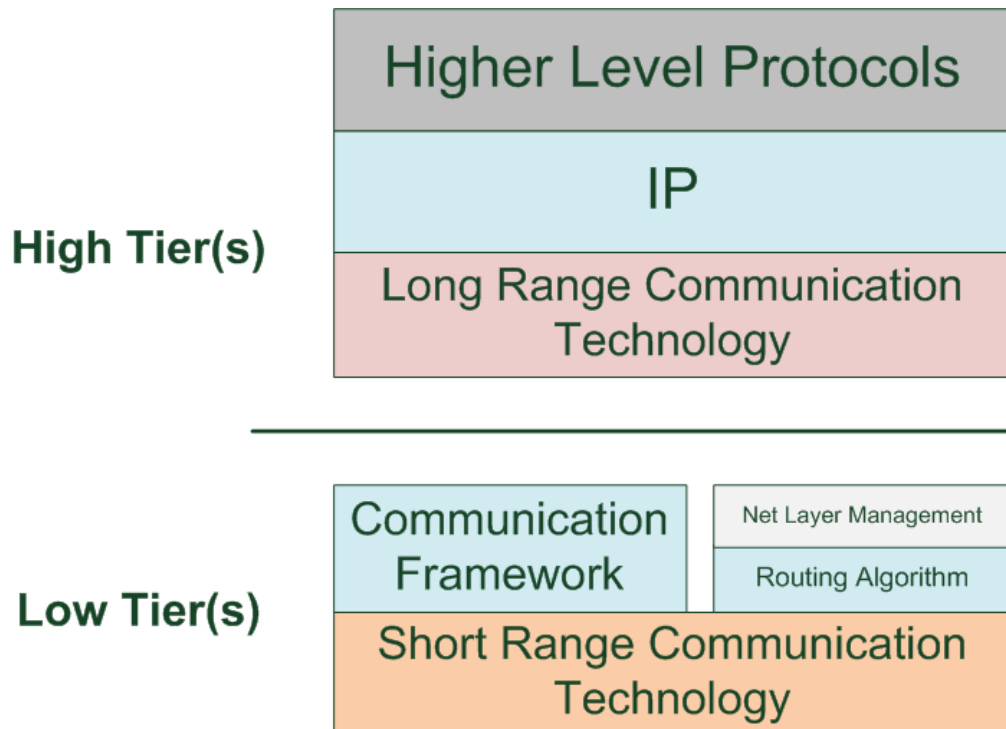 Higher Level Protocols
IP
High Tier(s)
Long Range Communication
Technology
Communication
Framework
Net Layer Management
Routing Algorithm
Low Tier(s)
Short Range Communication
Technology